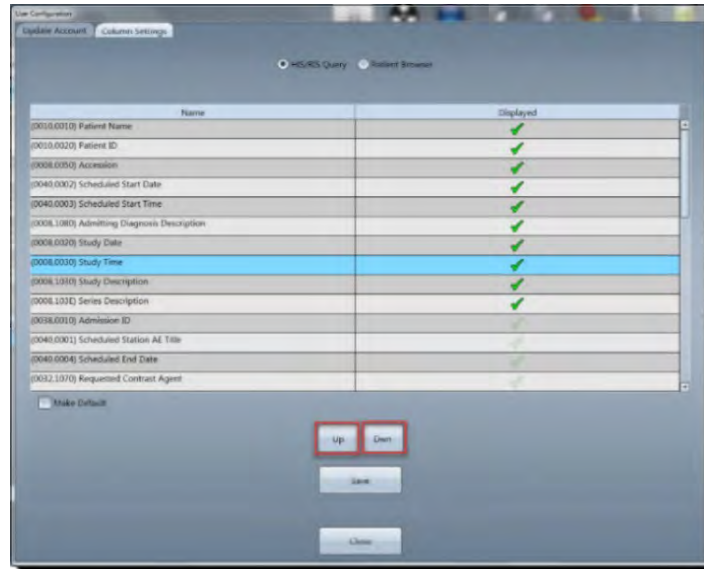 User Configuration
Update Account Column Settings
HIS/RIS Query Patient Browser
Name Displayed
(0010,0010) Patient Name
(0010,0020) Patient ID
(0008,0050) Accession
(0040,0002) Scheduled Start Date
(0040,0003) Scheduled Start Time
(0008,1080) Admitting Diagnosis Description
(0008,0020) Study Date
(0008,0030) Study Time
(0008,1030) Study Description
(0008,103E) Series Description
(0038,0010) Admission ID
(0040,0001) Scheduled Station AE Title
(0040,0004) Scheduled End Date
(0032,1070) Requested Contrast Agent
Make Default
Up Dwn
Save
Close